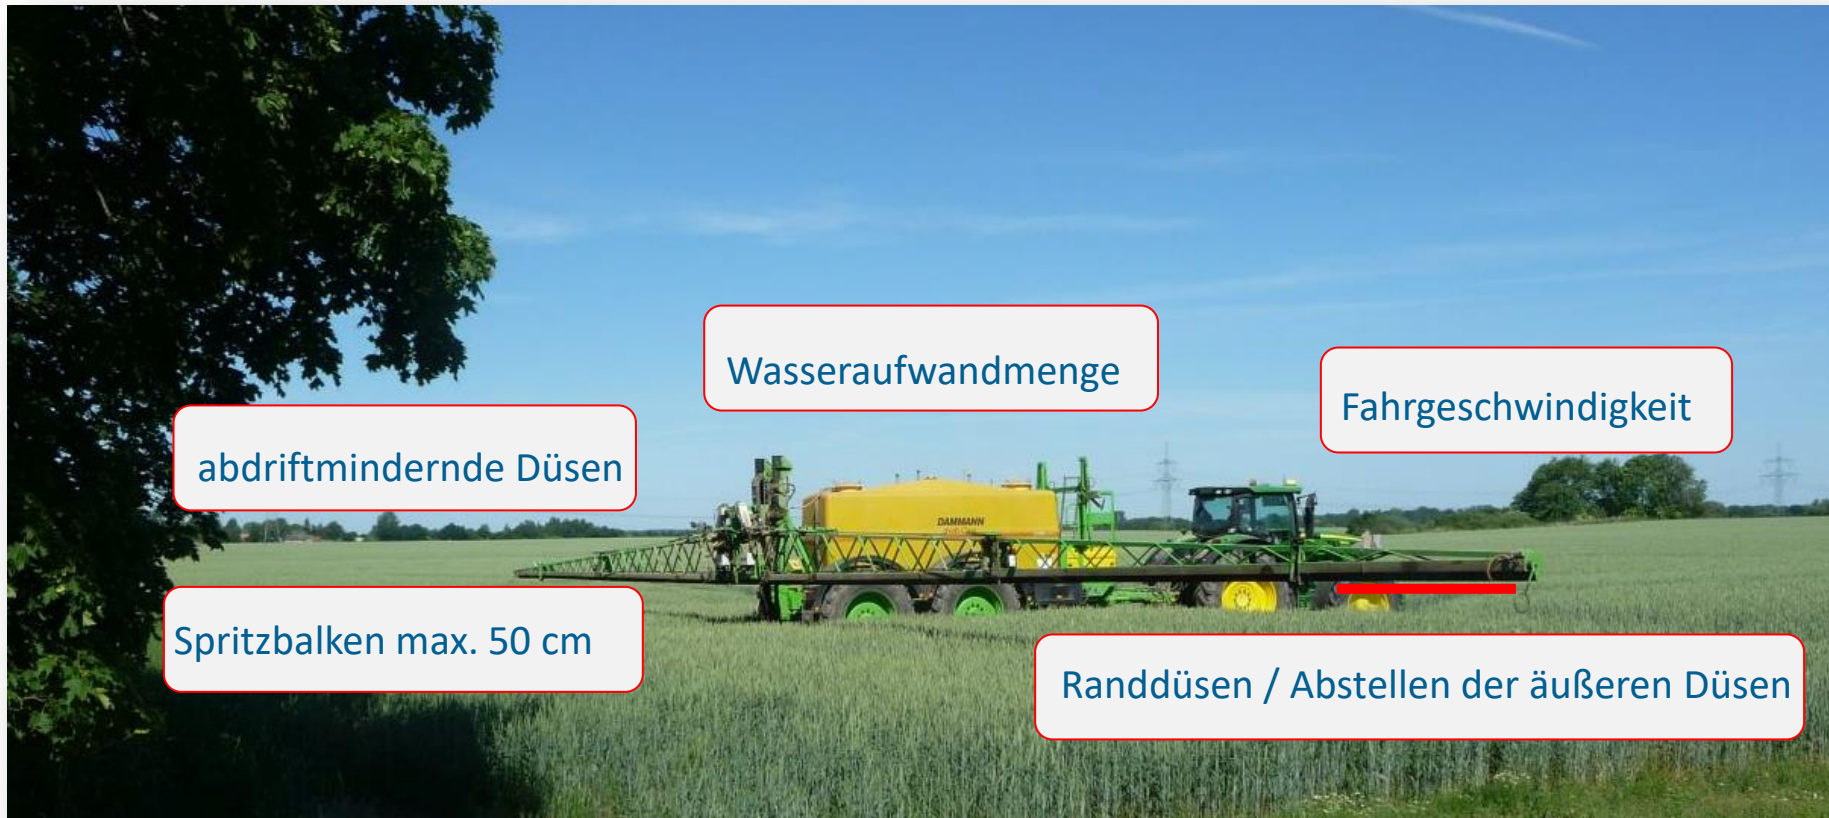 Wasseraufwandmenge
Fahrgeschwindigkeit
abdriftmindernde Düsen
DAMMANN
Spritzbalken max. 50 cm
Randdüsen / Abstellen der äußeren Düsen